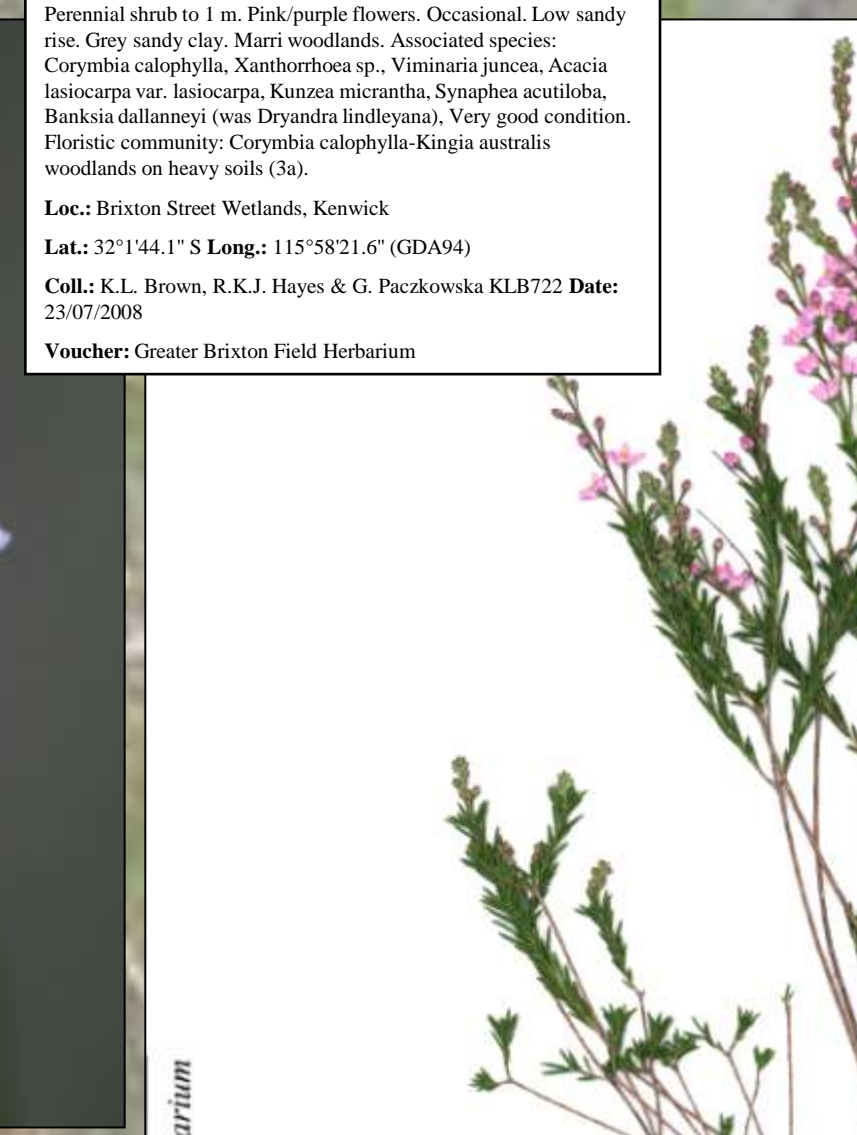 Perennial shrub to 1 m. Pink/purple flowers. Occasional. Low sandy
rise. Grey sandy clay. Marri woodlands. Associated species:
Corymbia calophylla, Xanthorrhoea sp., Viminaria juncea, Acacia
lasiocarpa var. lasiocarpa, Kunzea micrantha, Synaphea acutiloba,
Banksia dallanneyi (was Dryandra lindleyana), Very good condition.
Floristic community: Corymbia calophylla-Kingia australis
woodlands on heavy soils (3a).
Loc.: Brixton Street Wetlands, Kenwick
Lat.: 32°1'44.1" S Long.: 115°58'21.6" (GDA94)
Coll.: K.L. Brown, R.K.J. Hayes & G. Paczkowska KLB722 Date:
23/07/2008
Voucher: Greater Brixton Field Herbarium
arium